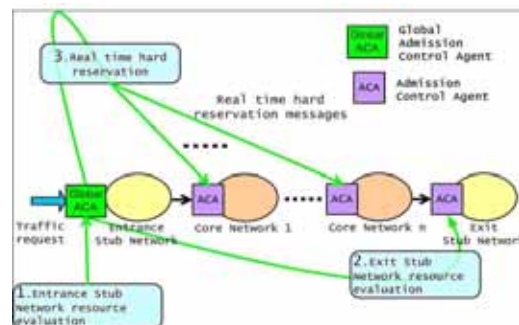 3.Real time hard
reservation
Global
ACA
Global
Admission
Control Agent
ACA
Admission
Control Agent
Real time hard
reservation messages
Global
ACA
ACA
ACA
ACA
Traffic
request
Entrance
Stub Network
Core Network 1
Core Network n
Exit
Stub Network
2.Exit Stub
Network resource
evaluation
1.Entrance Stub
Network resource
evaluation